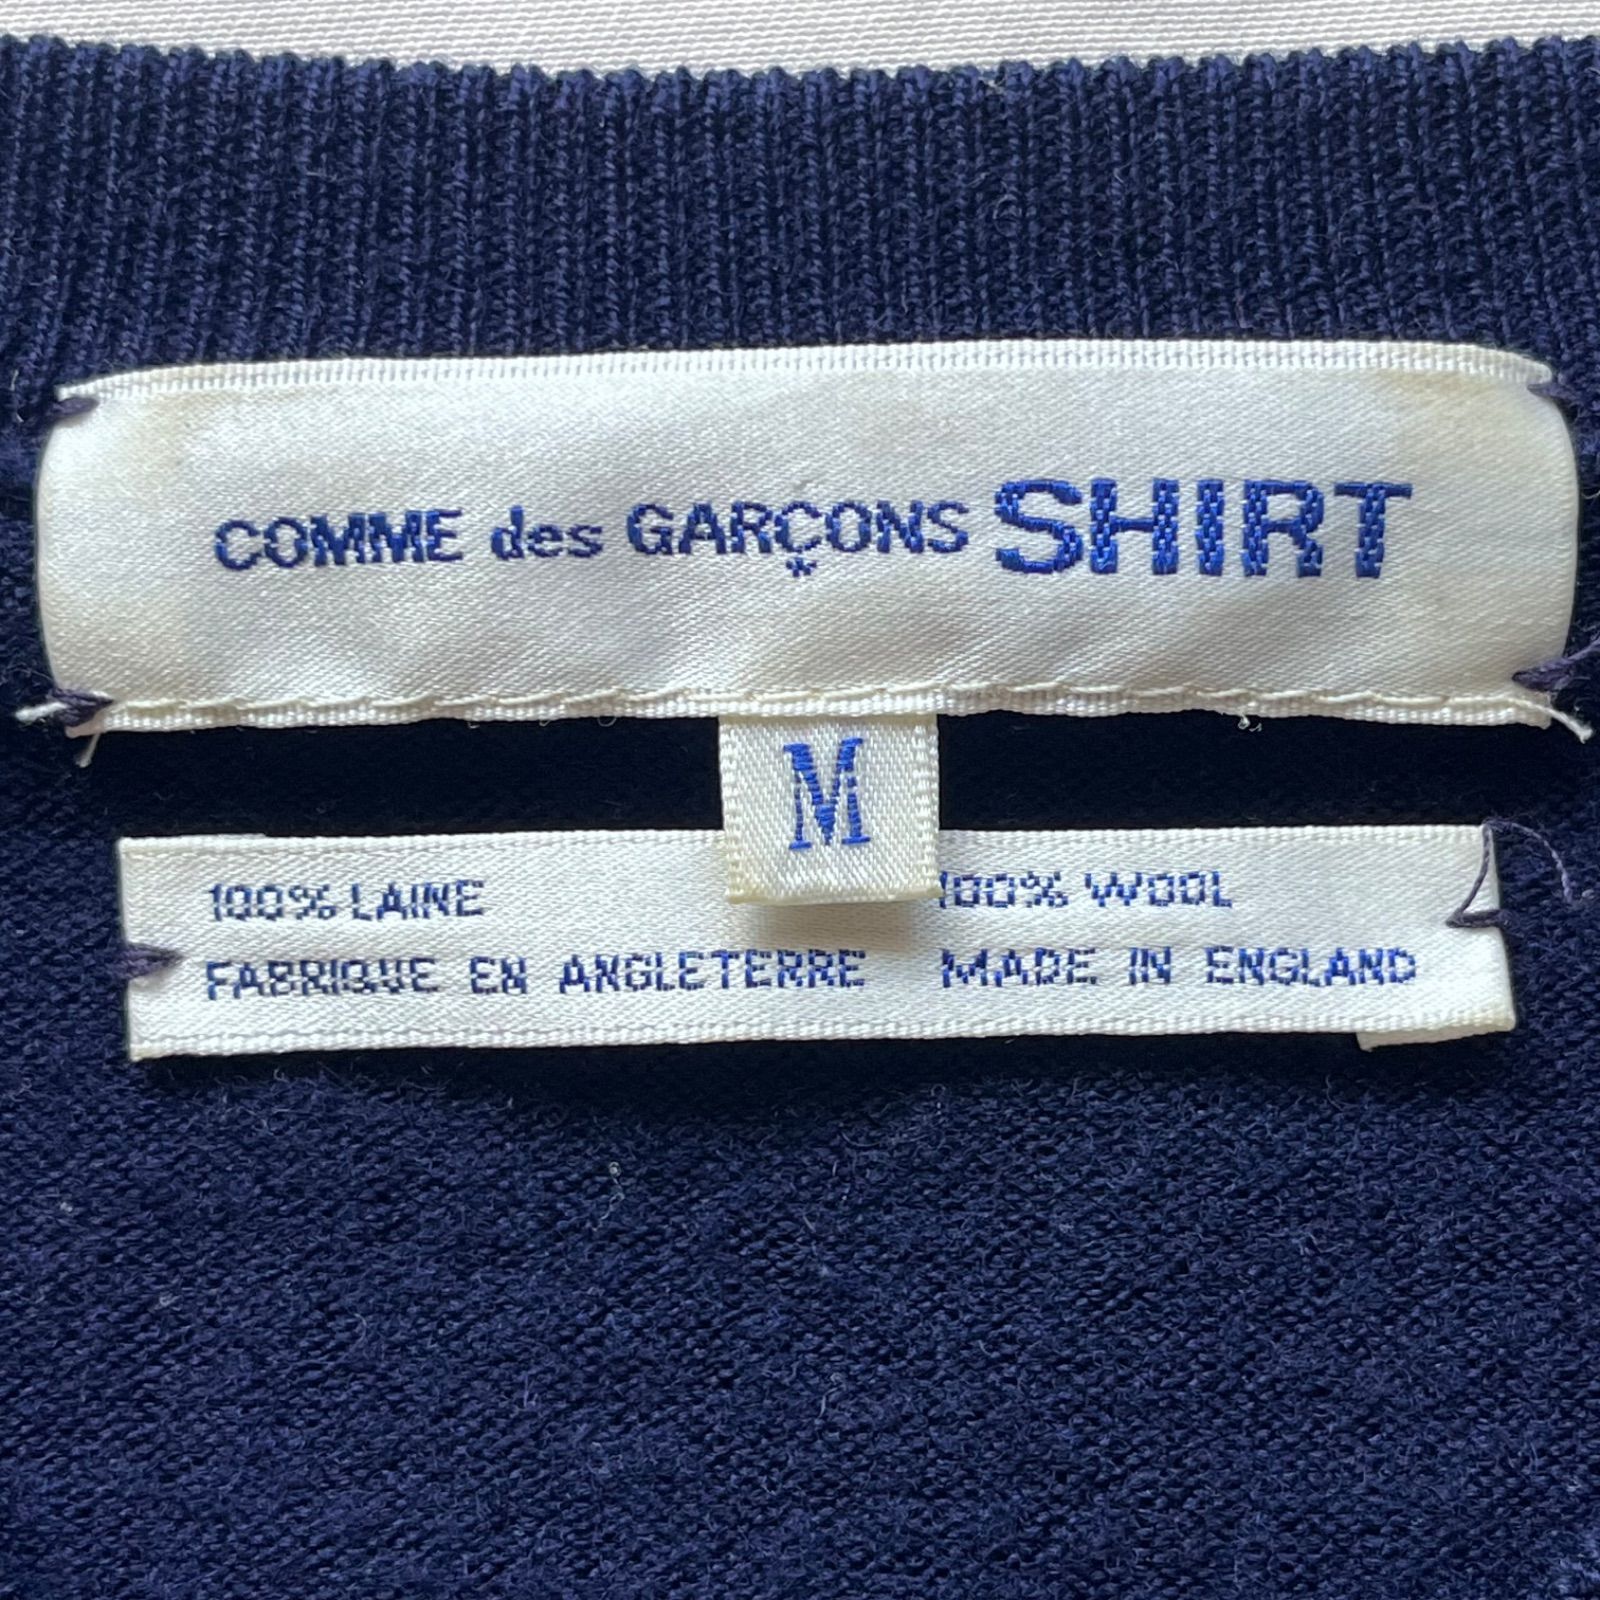 COMME des GARÇONS SHIRT
M
100% LAINE 100% WOOL
FABRIQUE EN ANGLETERRE MADE IN ENGLAND